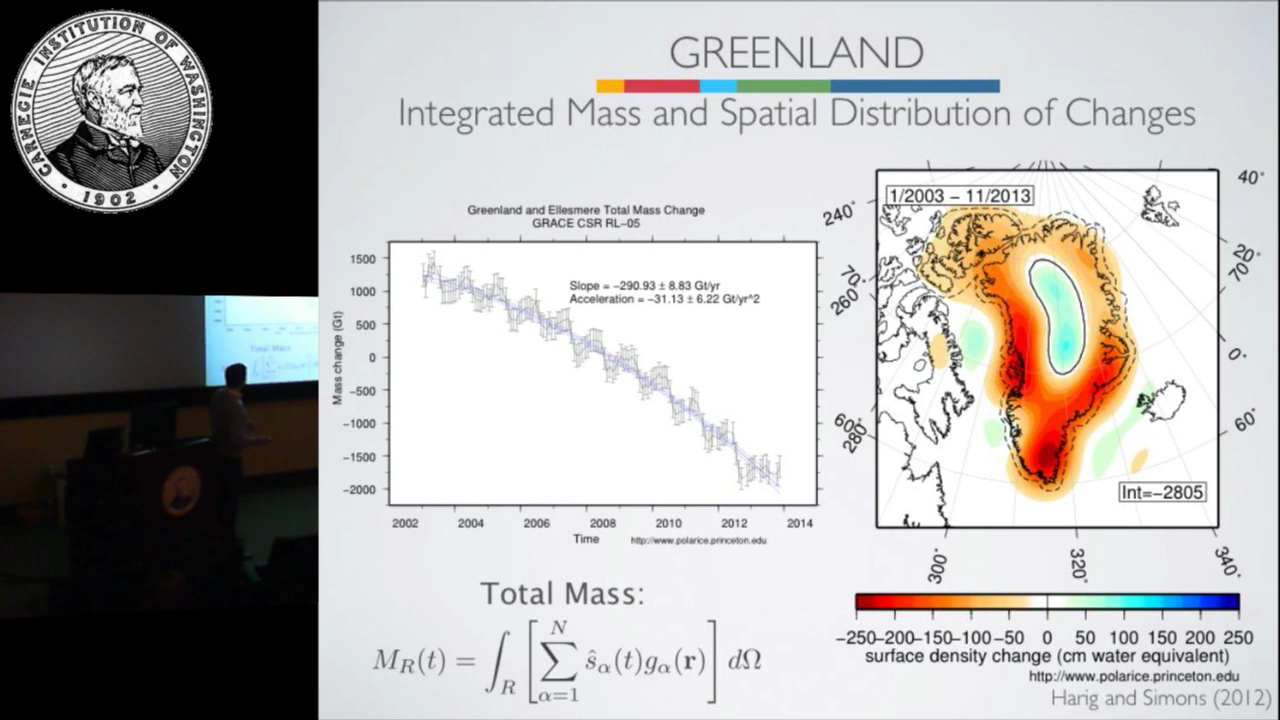 CARNEGIE INSTITUTION OF WASHINGTON
· 1902 ·
GREENLAND
Integrated Mass and Spatial Distribution of Changes
Greenland and Ellesmere Total Mass Change
GRACE CSR RL−05
Slope = −290.93 ± 8.83 Gt/yr
Acceleration = −31.13 ± 6.22 Gt/yr^2
Mass change (Gt)
1500
1000
500
0
−500
−1000
−1500
−2000
2002 2004 2006 2008 2010 2012 2014
Time
http://www.polarice.princeton.edu
1/2003 − 11/2013
40°
240°
20°
70°
70°
260°
0°
60°
60°
280°
Int=−2805
300°
320°
340°
−250−200−150−100−50 0 50 100 150 200 250
surface density change (cm water equivalent)
http://www.polarice.princeton.edu
Harig and Simons (2012)
Total Mass:
M_R(t) = ∫_R [∑_{α=1}^{N} ŝ_α(t)g_α(r)] dΩ
Total Mass